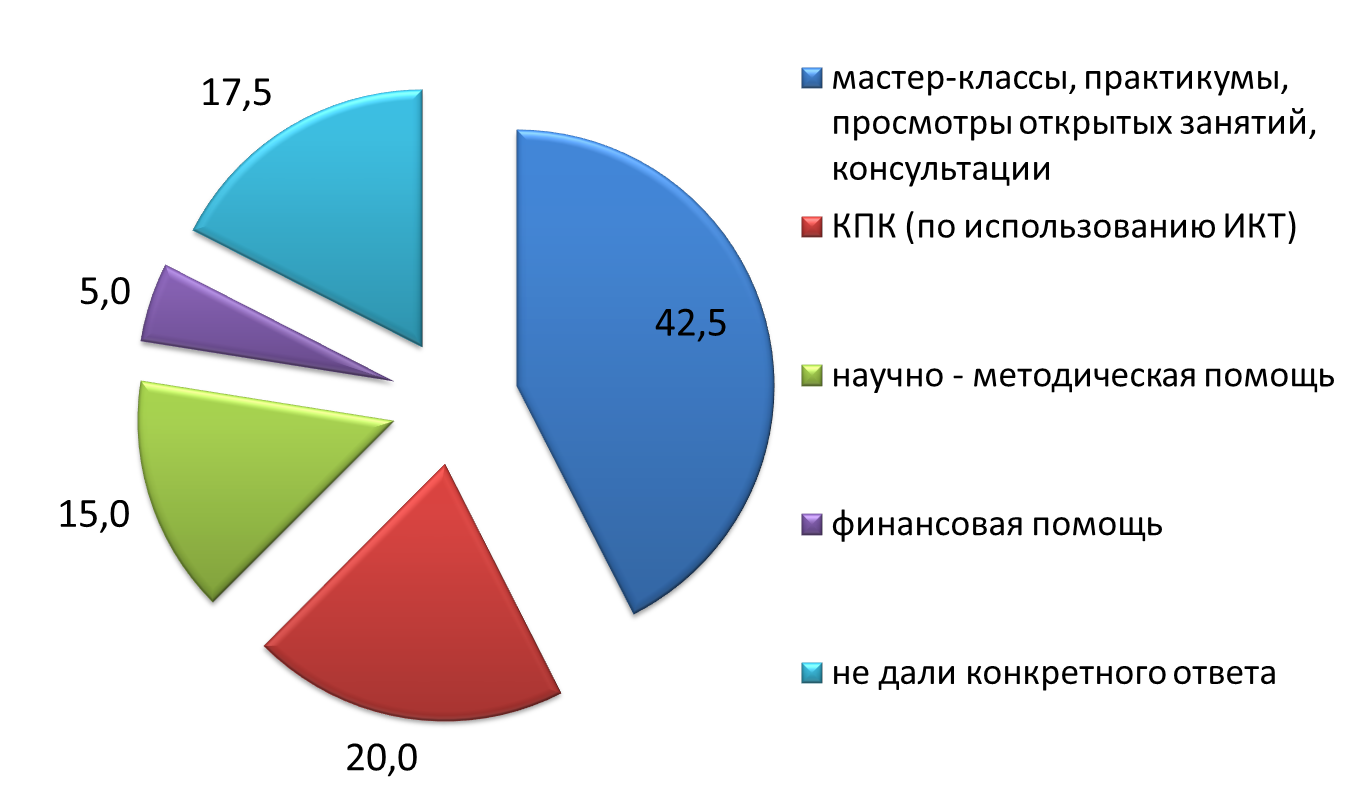 17,5
5,0
15,0
20,0
42,5
мастер-классы, практикумы,
просмотры открытых занятий,
консультации
КПК (по использованию ИКТ)
научно - методическая помощь
финансовая помощь
не дали конкретного ответа